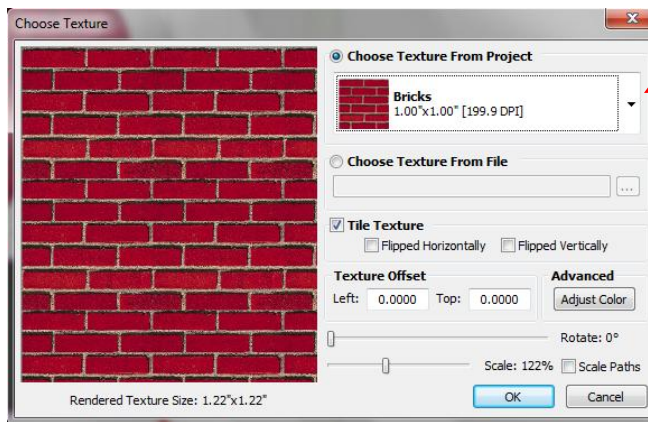 Choose Texture
Choose Texture From Project
Bricks
1.00"x1.00" [199.9 DPI]
Choose Texture From File
...
Tile Texture
Flipped Horizontally Flipped Vertically
Texture Offset Advanced
Left: 0.0000 Top: 0.0000 Adjust Color
Rotate: 0°
Scale: 122% Scale Paths
Rendered Texture Size: 1.22"x1.22" OK Cancel